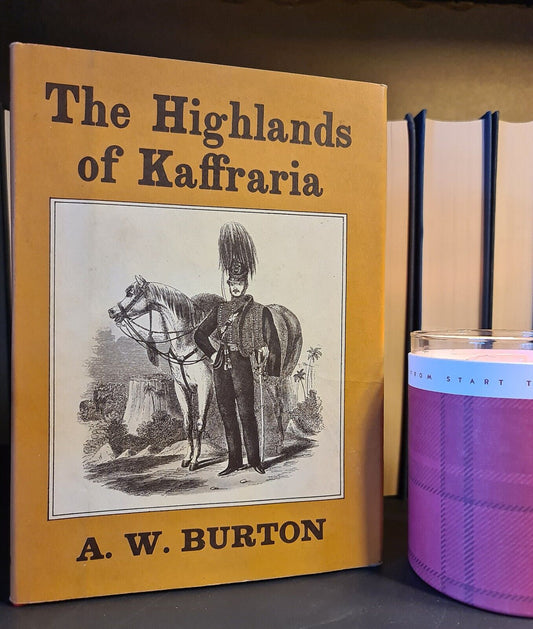 The Highlands
of Kaffraria
A. W. BURTON
FROM START T